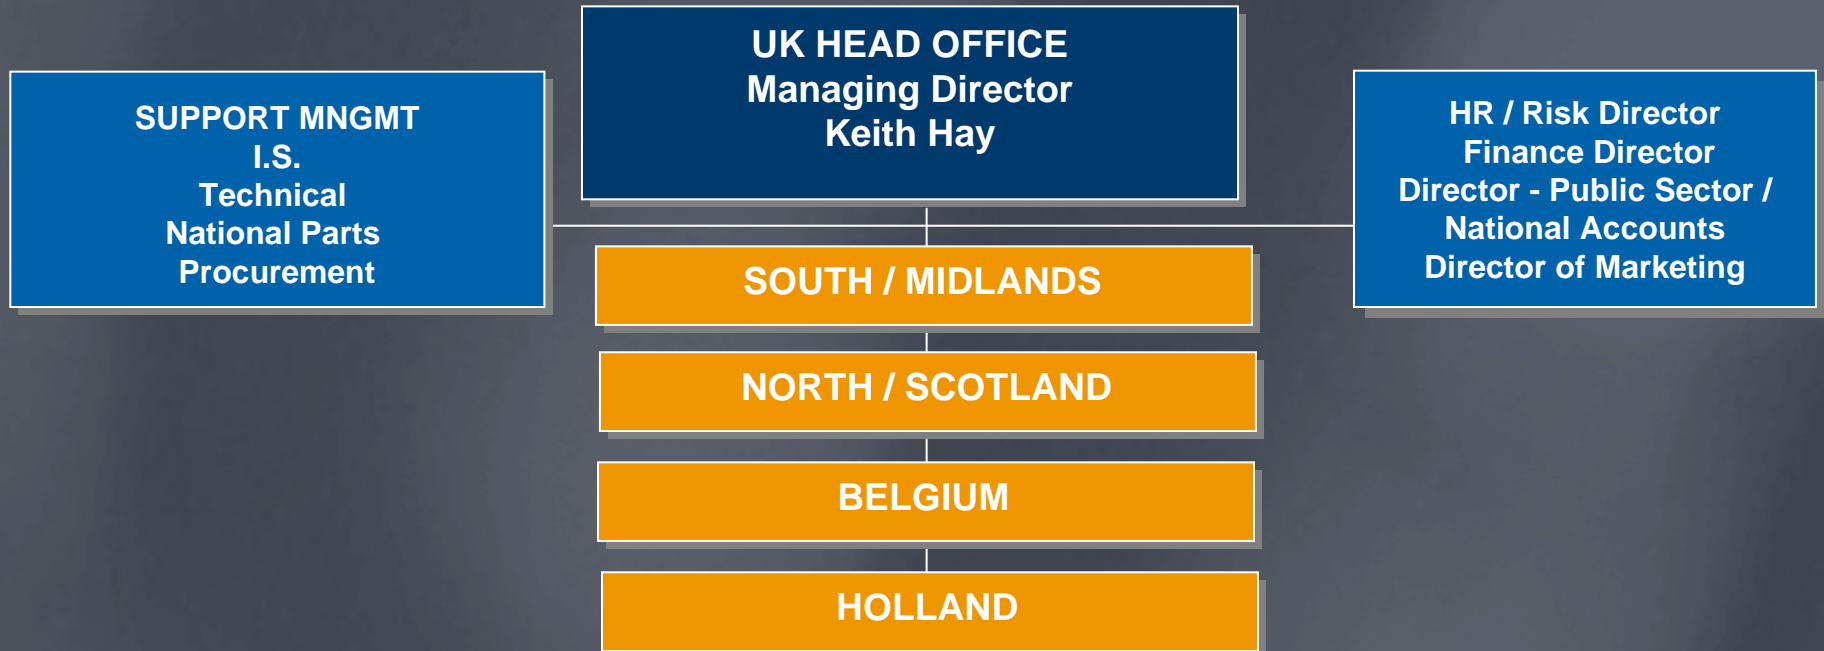 UK HEAD OFFICE
Managing Director
Keith Hay
SUPPORT MNGMT
I.S.
Technical
National Parts
Procurement
HR / Risk Director
Finance Director
Director - Public Sector /
National Accounts
Director of Marketing
SOUTH / MIDLANDS
NORTH / SCOTLAND
BELGIUM
HOLLAND